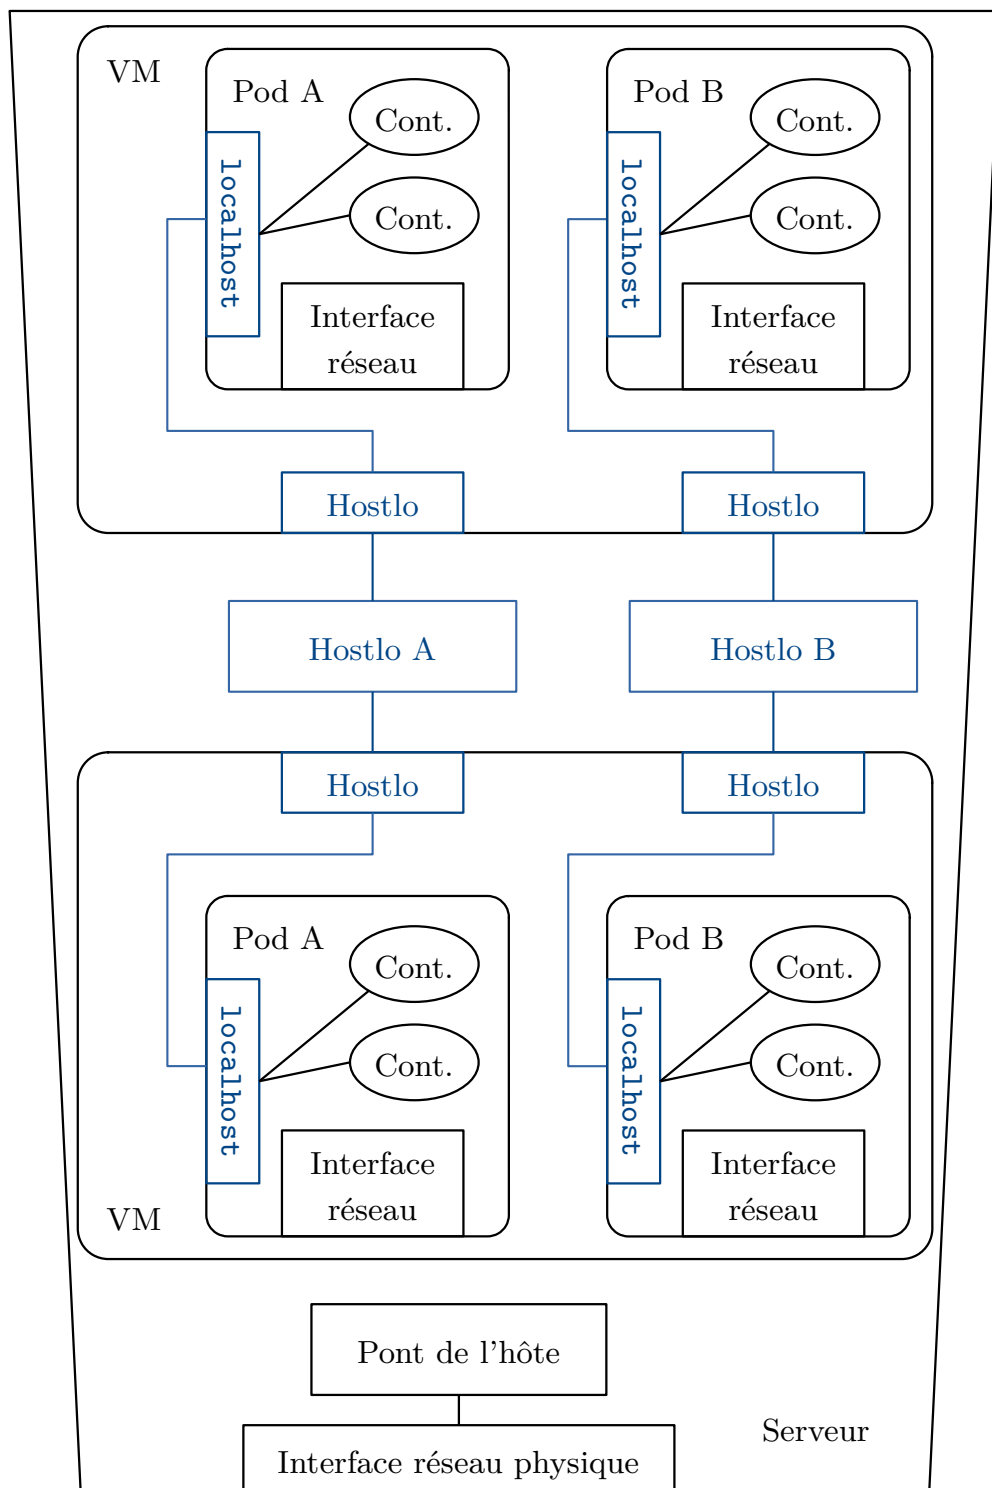 VM
Pod A
Cont.
Cont.
localhost
Interface
réseau
Pod B
Cont.
Cont.
localhost
Interface
réseau
Hostlo
Hostlo
Hostlo A
Hostlo B
Hostlo
Hostlo
Pod A
Cont.
Cont.
localhost
Interface
réseau
Pod B
Cont.
Cont.
localhost
Interface
réseau
VM
Pont de l'hôte
Serveur
Interface réseau physique